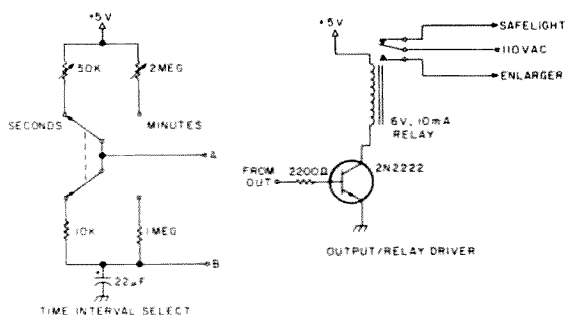 +5V
50K
2MEG
SECONDS
MINUTES
A
10K
1MEG
B
+
22µF
TIME INTERVAL SELECT
+5V
SAFELIGHT
110VAC
ENLARGER
6V, 10mA
RELAY
FROM
OUT
2200Ω
2N2222
OUTPUT/RELAY DRIVER